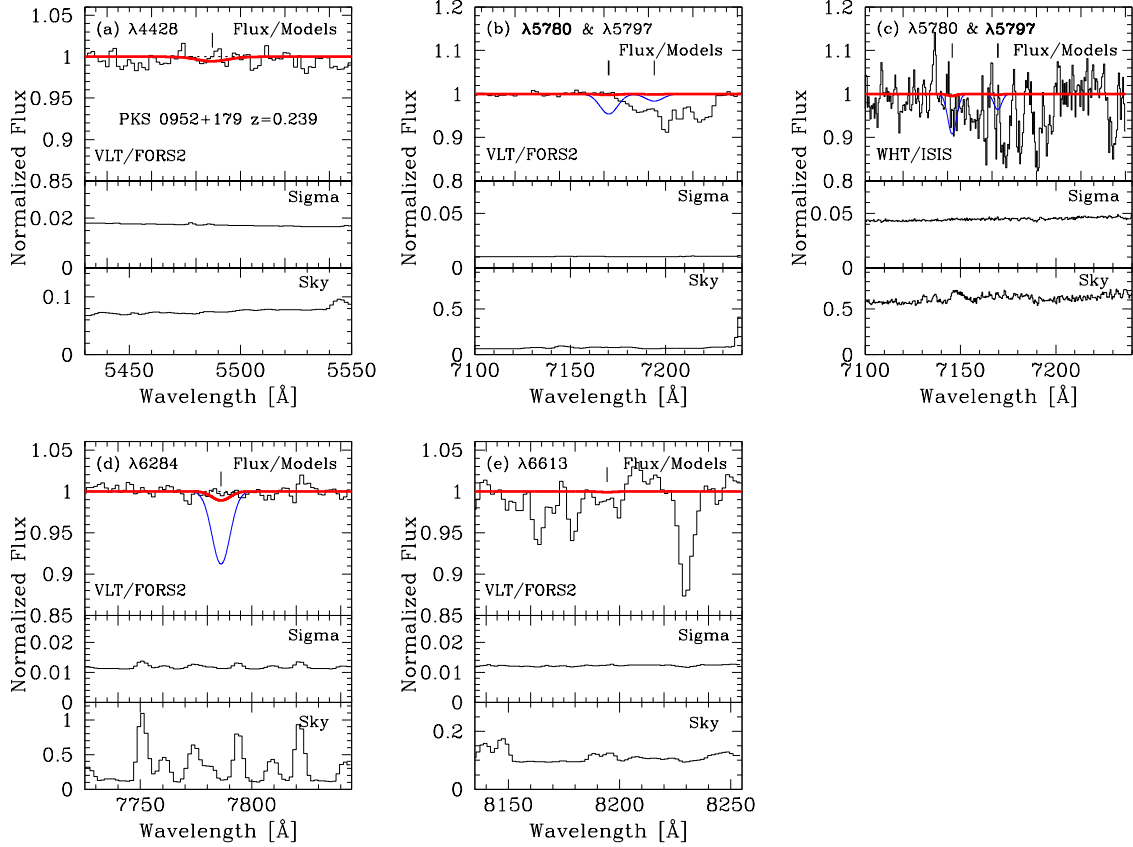 (a) λ4428 Flux/Models
PKS 0952+179 z=0.239
VLT/FORS2
Sigma
Sky
1.05
1
0.95
0.9
0.85
0.02
0
0.1
0
5450 5500 5550
Wavelength [Å]
Normalized Flux
(b) λ5780 & λ5797
Flux/Models
VLT/FORS2
Sigma
Sky
1.2
1.1
1
0.9
0.8
0.05
0
0.5
0
7100 7150 7200
Wavelength [Å]
Normalized Flux
(c) λ5780 & λ5797
Flux/Models
WHT/ISIS
Sigma
Sky
1.2
1.1
1
0.9
0.8
0.05
0
0.5
0
7100 7150 7200
Wavelength [Å]
Normalized Flux
(d) λ6284 Flux/Models
VLT/FORS2
Sigma
Sky
1.05
1
0.95
0.9
0.85
0.02
0.01
0
1
0.5
0
7750 7800
Wavelength [Å]
Normalized Flux
(e) λ6613 Flux/Models
VLT/FORS2
Sigma
Sky
1.05
1
0.95
0.9
0.85
0.02
0.01
0
0.2
0
8150 8200 8250
Wavelength [Å]
Normalized Flux